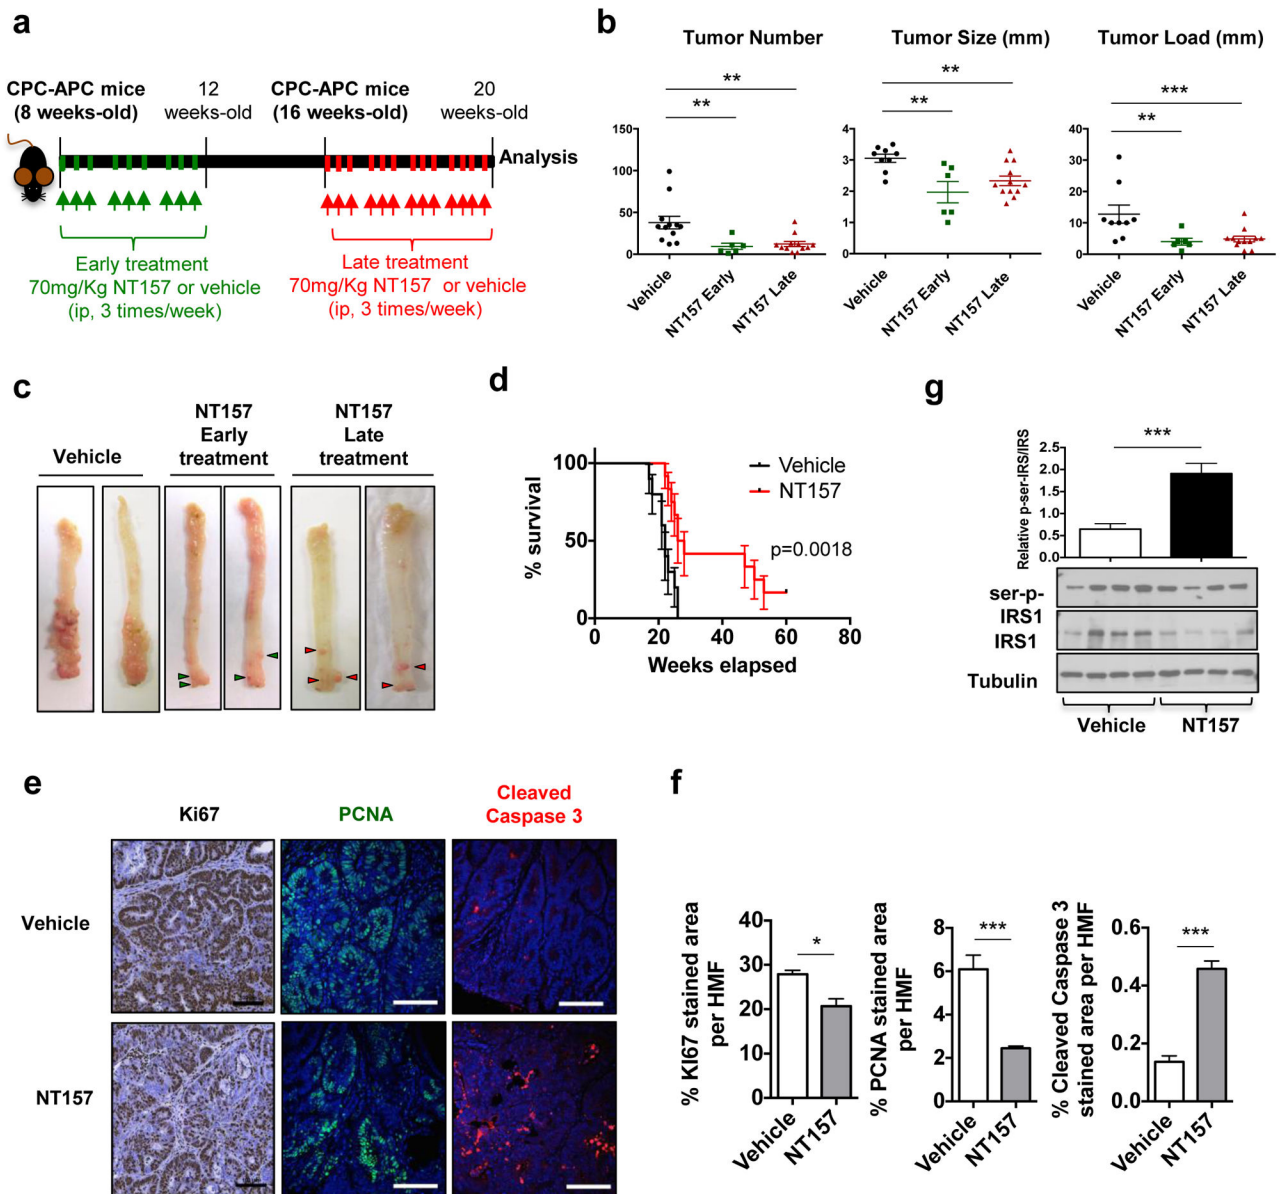 a
CPC-APC mice
(8 weeks-old)
12
weeks-old
CPC-APC mice
(16 weeks-old)
20
weeks-old
Analysis
Early treatment
70mg/Kg NT157 or vehicle
(ip, 3 times/week)
Late treatment
70mg/Kg NT157 or vehicle
(ip, 3 times/week)
b
Tumor Number
**
**
150
100
50
0
Vehicle
NT157 Early
NT157 Late
Tumor Size (mm)
**
**
4
3
2
1
0
Vehicle
NT157 Early
NT157 Late
Tumor Load (mm)
***
**
40
30
20
10
0
Vehicle
NT157 Early
NT157 Late
c
Vehicle
NT157
Early
treatment
NT157
Late
treatment
d
% survival
100
50
0
0 20 40 60 80
Weeks elapsed
Vehicle
NT157
p=0.0018
g
Relative p-ser-IRS/IRS
2.5
2.0
1.5
1.0
0.5
0.0
***
ser-p-
IRS1
IRS1
Tubulin
Vehicle
NT157
e
Ki67
PCNA
Cleaved
Caspase 3
Vehicle
NT157
f
% KI67 stained area
per HMF
40
30
20
10
0
*
Vehicle
NT157
% PCNA stained area
per HMF
8
6
4
2
0
***
Vehicle
NT157
% Cleaved Caspase 3
stained area per HMF
0.6
0.4
0.2
0.0
***
Vehicle
NT157